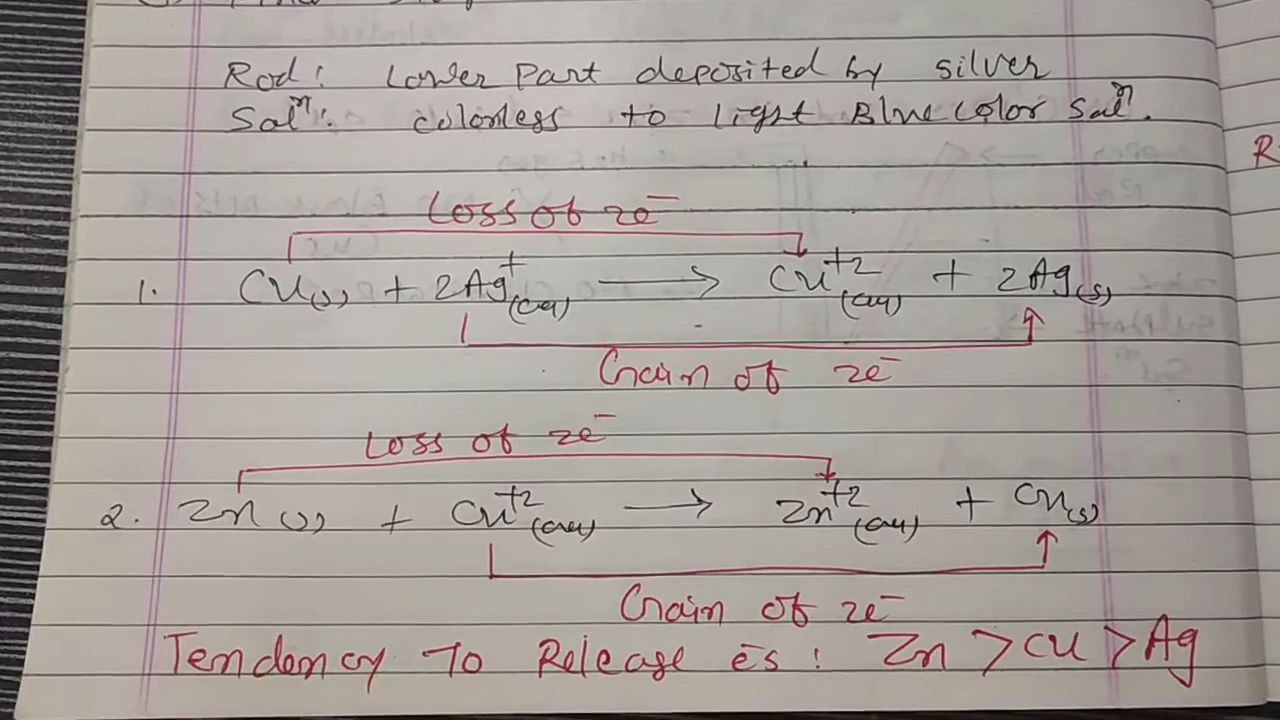 Rod: Lower Part deposited by silver
Solⁿ: colorless to light Blue color Solⁿ.
Loss of 2e⁻
1. Cu(s) + 2Ag⁺(aq) → Cu⁺²(aq) + 2Ag(s)
Gain of 2e⁻
Loss of 2e⁻
2. Zn(s) + Cu⁺²(aq) → Zn⁺²(aq) + Cu(s)
Gain of 2e⁻
Tendency To Release ēs: Zn > Cu > Ag
R